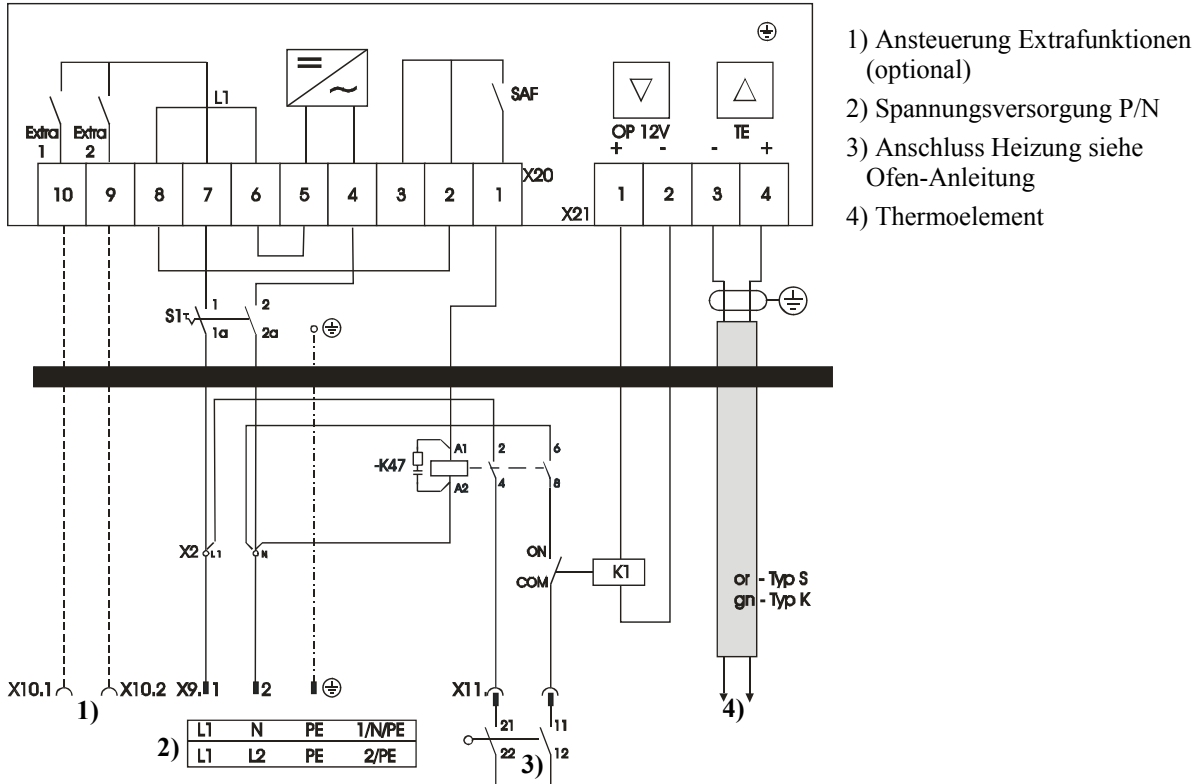 1) Ansteuerung Extrafunktionen
(optional)
2) Spannungsversorgung P/N
3) Anschluss Heizung siehe
Ofen-Anleitung
4) Thermoelement
L1
SAF
Extra
1
Extra
2
OP 12V
TE
+ - - +
10 9 8 7 6 5 4 3 2 1
X20
X21
1 2 3 4
S1
1 2
1a 2a
-K47
A1
A2
2 6
4 8
X2 L1 N
ON
COM
K1
or - Typ S
gn - Typ K
X10.1 X10.2 X9. 1 2
X11.
1)
4)
2)
L1 N PE 1/N/PE
L1 L2 PE 2/PE
21 11
22 12
3)